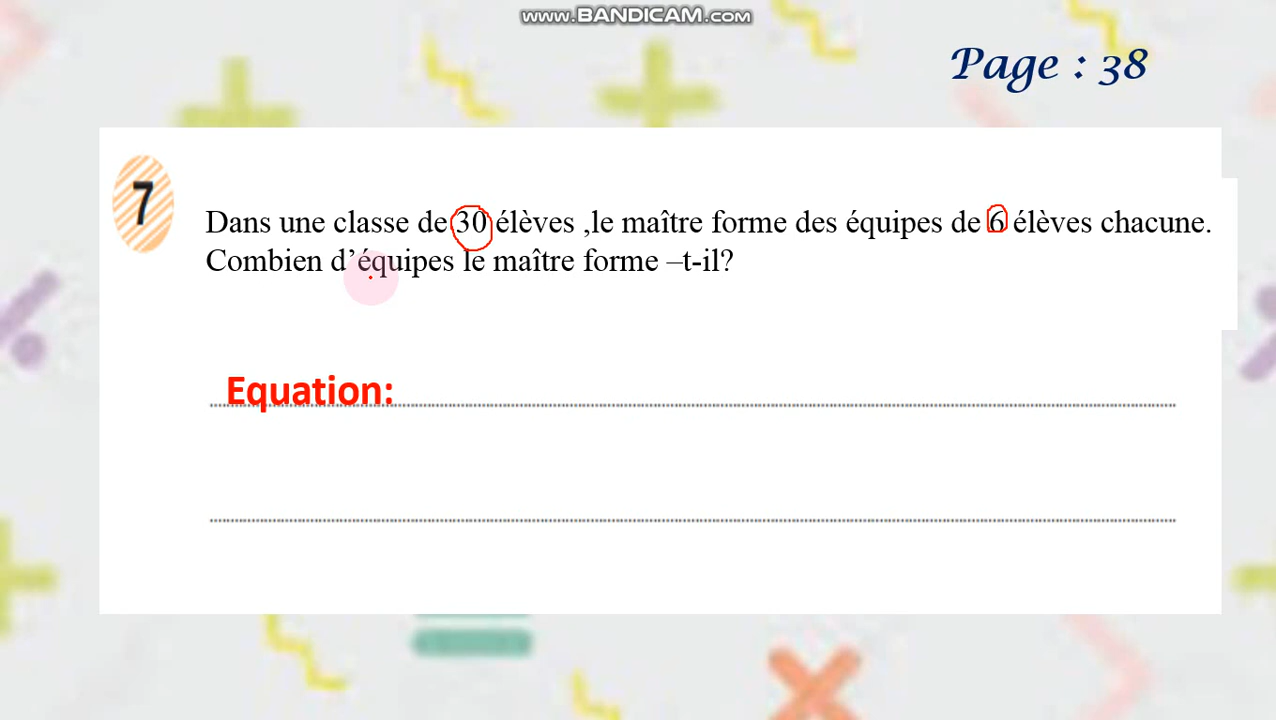 www.BANDICAM.com
Page : 38
7
Dans une classe de 30 élèves ,le maître forme des équipes de 6 élèves chacune.
Combien d’équipes le maître forme –t-il?
Equation: